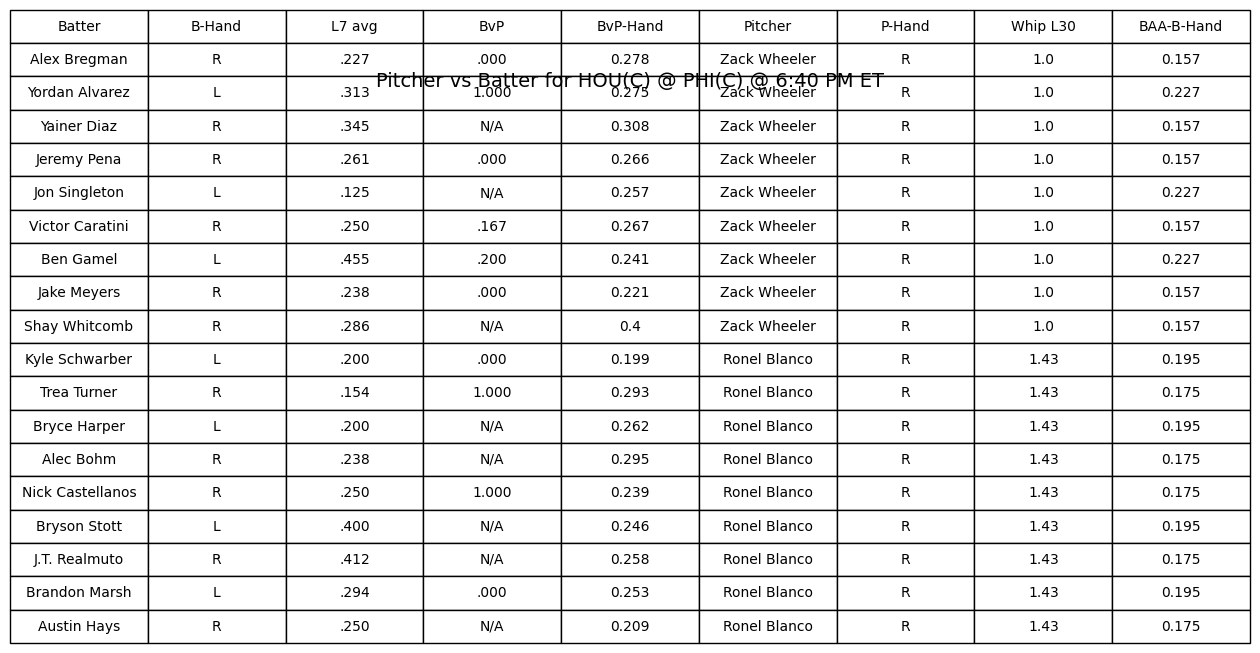 Batter B-Hand L7 avg BvP BvP-Hand Pitcher P-Hand Whip L30 BAA-B-Hand
Alex Bregman R .227 .000 0.278 Zack Wheeler R 1.0 0.157
Pitcher vs Batter for HOU(C) @ PHI(C) @ 6:40 PM ET
Yordan Alvarez L .313 1.000 0.275 Zack Wheeler R 1.0 0.227
Yainer Diaz R .345 N/A 0.308 Zack Wheeler R 1.0 0.157
Jeremy Pena R .261 .000 0.266 Zack Wheeler R 1.0 0.157
Jon Singleton L .125 N/A 0.257 Zack Wheeler R 1.0 0.227
Victor Caratini R .250 .167 0.267 Zack Wheeler R 1.0 0.157
Ben Gamel L .455 .200 0.241 Zack Wheeler R 1.0 0.227
Jake Meyers R .238 .000 0.221 Zack Wheeler R 1.0 0.157
Shay Whitcomb R .286 N/A 0.4 Zack Wheeler R 1.0 0.157
Kyle Schwarber L .200 .000 0.199 Ronel Blanco R 1.43 0.195
Trea Turner R .154 1.000 0.293 Ronel Blanco R 1.43 0.175
Bryce Harper L .200 N/A 0.262 Ronel Blanco R 1.43 0.195
Alec Bohm R .238 N/A 0.295 Ronel Blanco R 1.43 0.175
Nick Castellanos R .250 1.000 0.239 Ronel Blanco R 1.43 0.175
Bryson Stott L .400 N/A 0.246 Ronel Blanco R 1.43 0.195
J.T. Realmuto R .412 N/A 0.258 Ronel Blanco R 1.43 0.175
Brandon Marsh L .294 .000 0.253 Ronel Blanco R 1.43 0.195
Austin Hays R .250 N/A 0.209 Ronel Blanco R 1.43 0.175